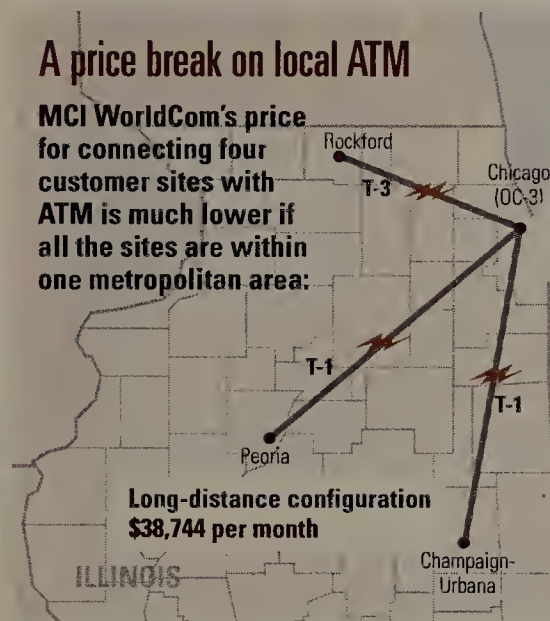 A price break on local ATM
MCI WorldCom's price
for connecting four
customer sites with
ATM is much lower if
all the sites are within
one metropolitan area:
Rockford
Chicago
(OC-3)
T-3
T-1
T-1
Peoria
Long-distance configuration
$38,744 per month
Champaign-
Urbana
ILLINOIS